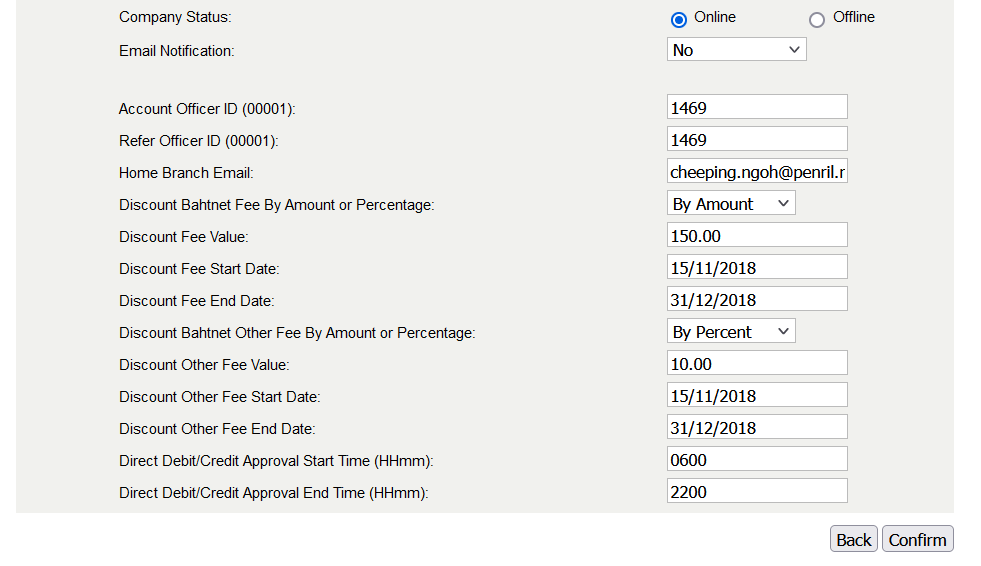 Company Status: Online Offline
Email Notification: No
Account Officer ID (00001): 1469
Refer Officer ID (00001): 1469
Home Branch Email: cheeping.ngoh@penril.r
Discount Bahtnet Fee By Amount or Percentage: By Amount
Discount Fee Value: 150.00
Discount Fee Start Date: 15/11/2018
Discount Fee End Date: 31/12/2018
Discount Bahtnet Other Fee By Amount or Percentage: By Percent
Discount Other Fee Value: 10.00
Discount Other Fee Start Date: 15/11/2018
Discount Other Fee End Date: 31/12/2018
Direct Debit/Credit Approval Start Time (HHmm): 0600
Direct Debit/Credit Approval End Time (HHmm): 2200
Back Confirm